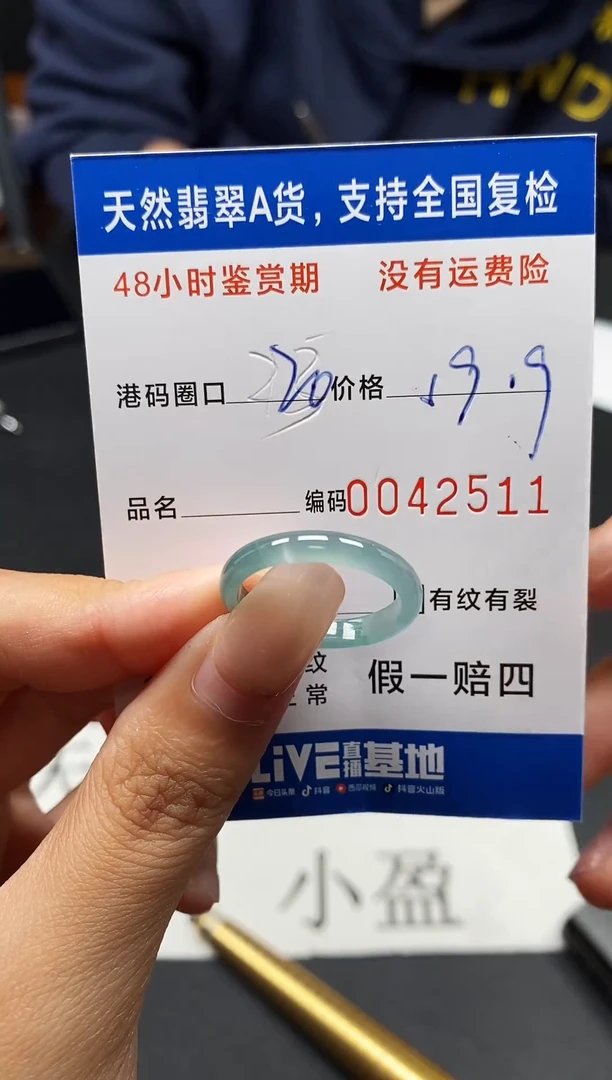 天然翡翠A货，支持全国复检
48小时鉴赏期 没有运费险
港码圈口 20 价格 19.9
品名 编码0042511
有纹有裂
纹
常 假一赔四
LiVE直播基地
今日头条 抖音 西瓜视频 抖音火山版
小盈